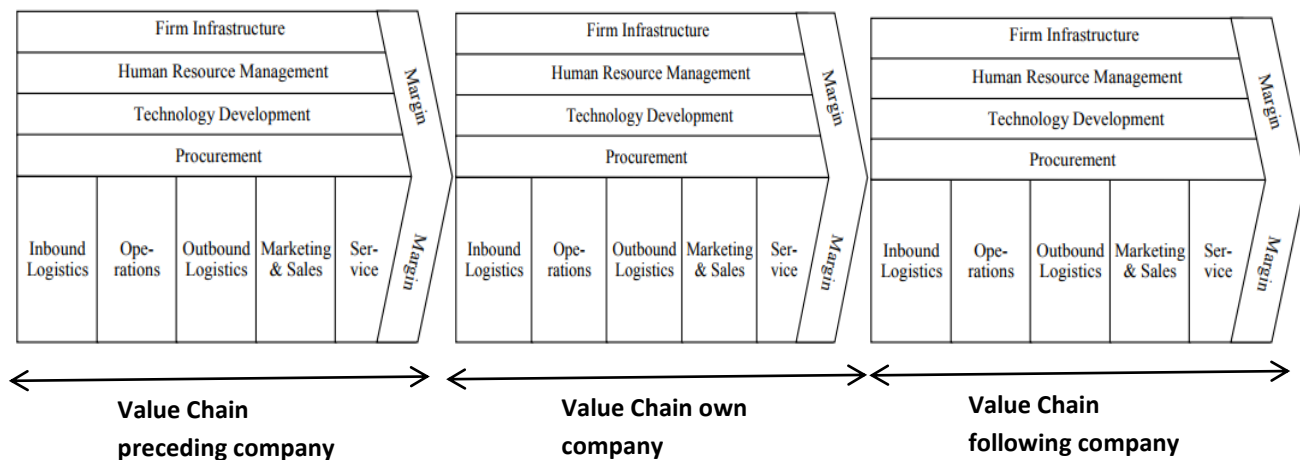 Firm Infrastructure
Human Resource Management
Technology Development
Procurement
Inbound
Logistics
Ope-
rations
Outbound
Logistics
Marketing
& Sales
Ser-
vice
Margin
Margin
Firm Infrastructure
Human Resource Management
Technology Development
Procurement
Inbound
Logistics
Ope-
rations
Outbound
Logistics
Marketing
& Sales
Ser-
vice
Margin
Margin
Firm Infrastructure
Human Resource Management
Technology Development
Procurement
Inbound
Logistics
Ope-
rations
Outbound
Logistics
Marketing
& Sales
Ser-
vice
Margin
Margin
Value Chain
preceding company
Value Chain own
company
Value Chain
following company